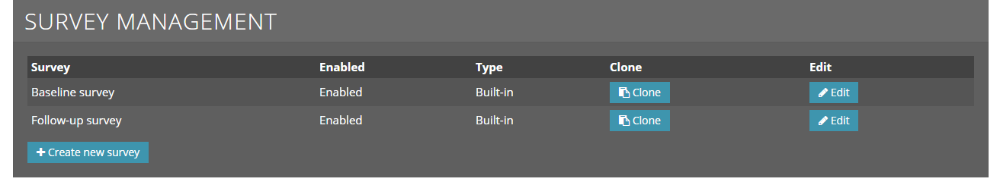 SURVEY MANAGEMENT
Survey Enabled Type Clone Edit
Baseline survey Enabled Built-in Clone Edit
Follow-up survey Enabled Built-in Clone Edit
Create new survey